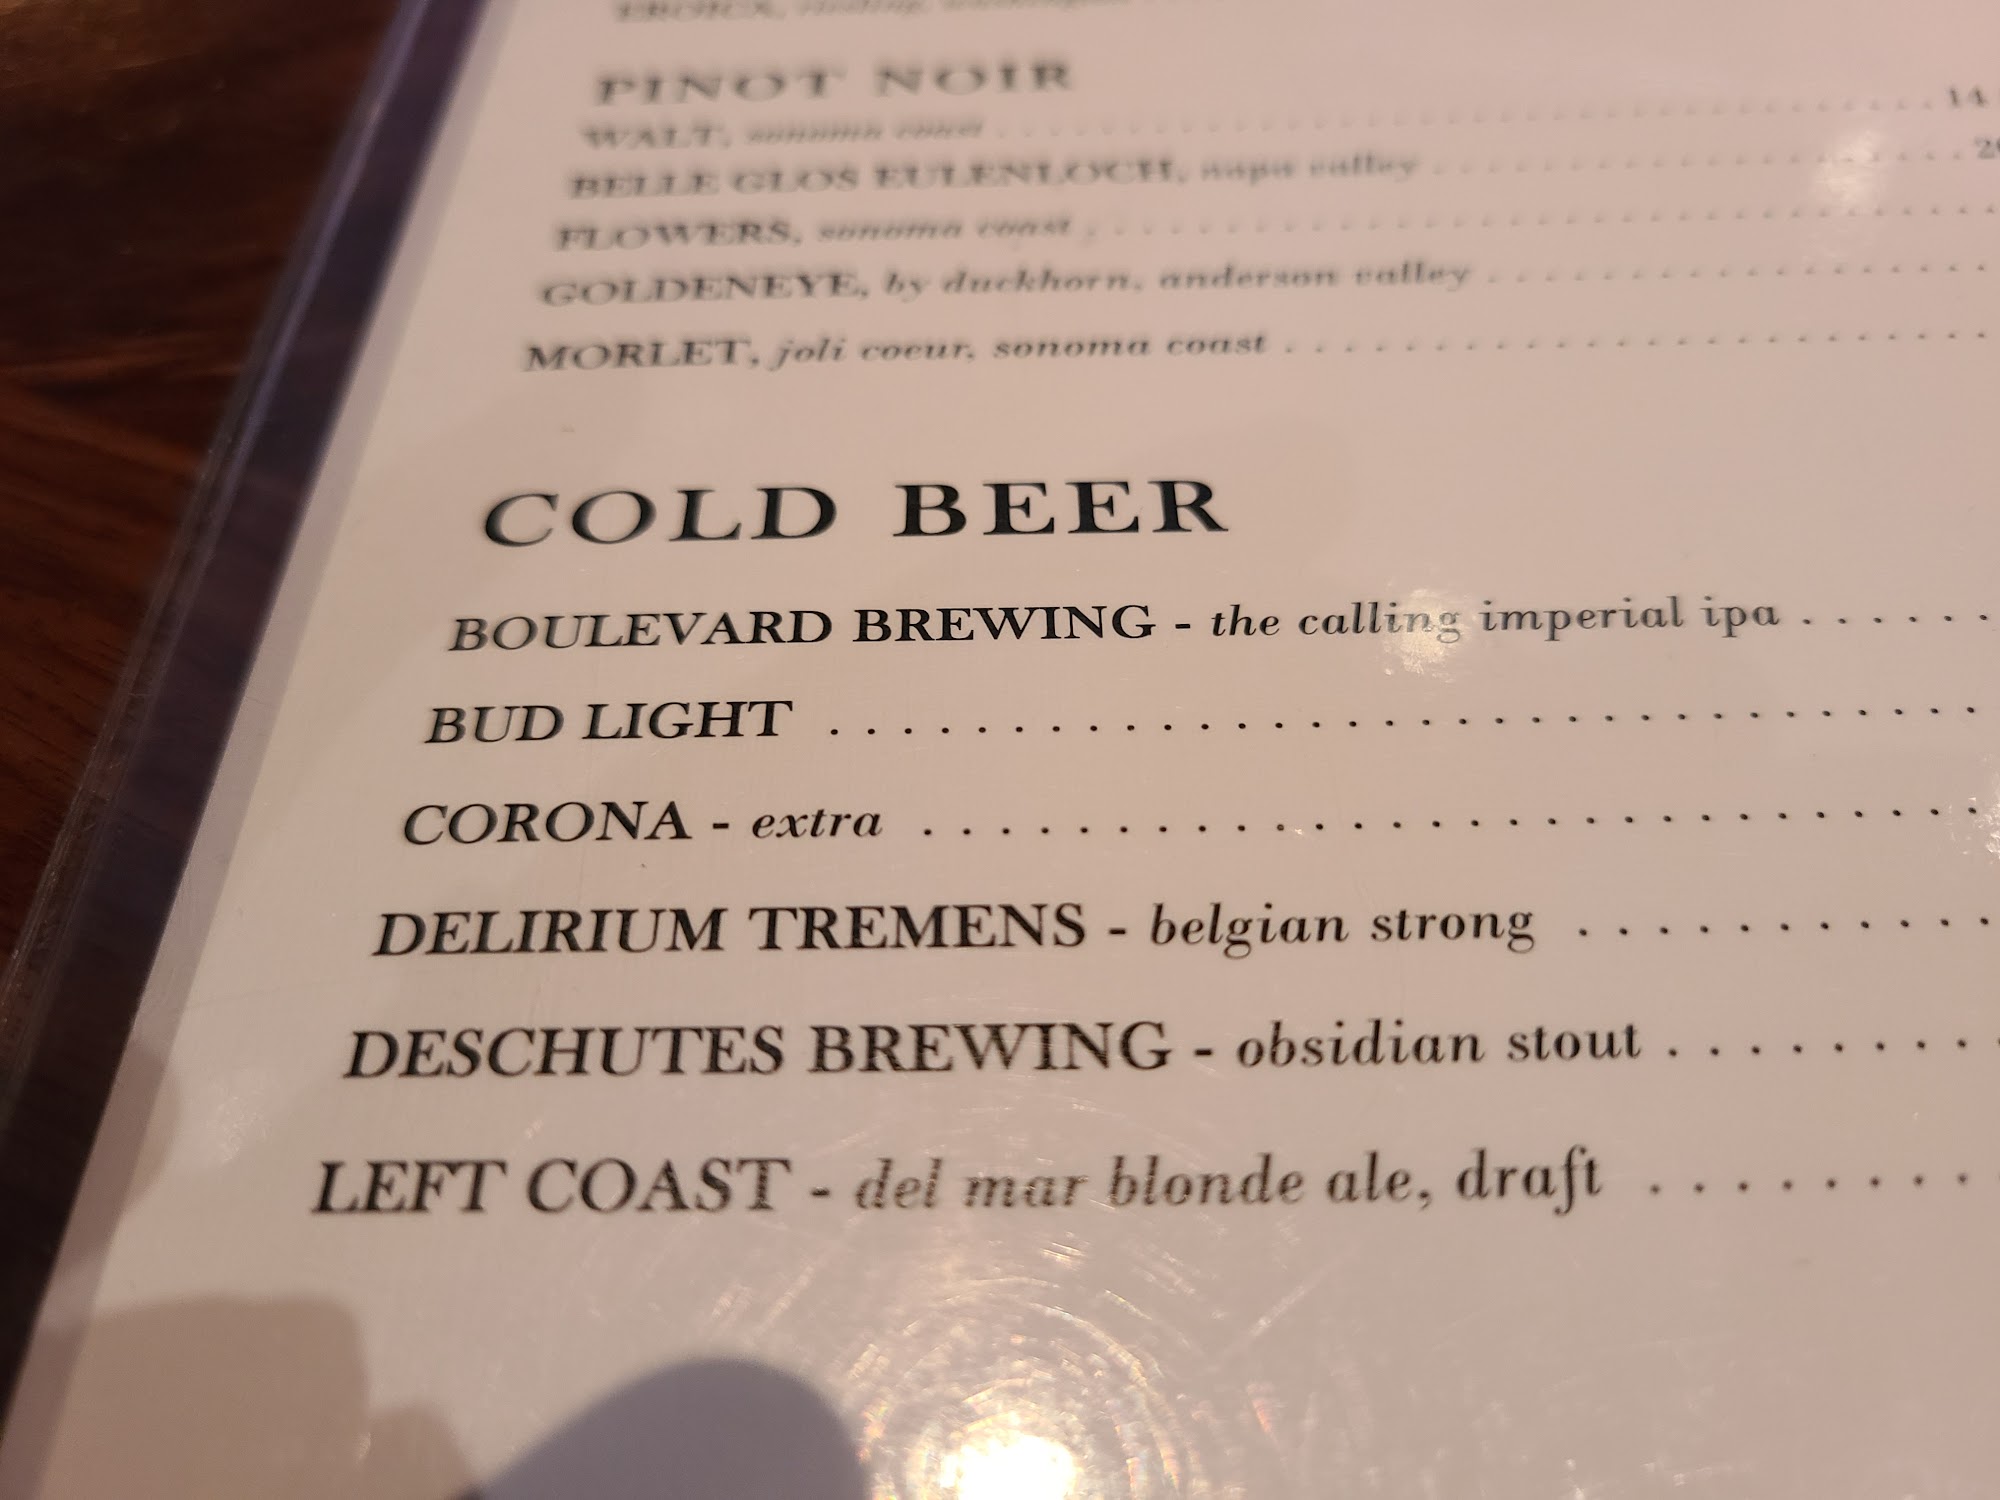 EROICA, riesling,
PINOT NOIR
WALT, sonoma coast . . . . . . . . . . . . . . . . . . . . . . . . . 14
BELLE GLOS EULENLOCH, napa valley . . . . . . . . . . . . . . .
FLOWERS, sonoma coast . . . . . . . . . . . . . . . . . . . . . . . .
GOLDENEYE, by duckhorn, anderson valley . . . . . . . . . . . . . .
MORLET, joli coeur, sonoma coast . . . . . . . . . . . . . . . . . . .
COLD BEER
BOULEVARD BREWING - the calling imperial ipa . . . . . .
BUD LIGHT . . . . . . . . . . . . . . . . . . . . . . . . . . . . . . . .
CORONA - extra . . . . . . . . . . . . . . . . . . . . . . . . . . . .
DELIRIUM TREMENS - belgian strong . . . . . . . . . . . .
DESCHUTES BREWING - obsidian stout . . . . . . . . .
LEFT COAST - del mar blonde ale, draft . . . . . . . . .